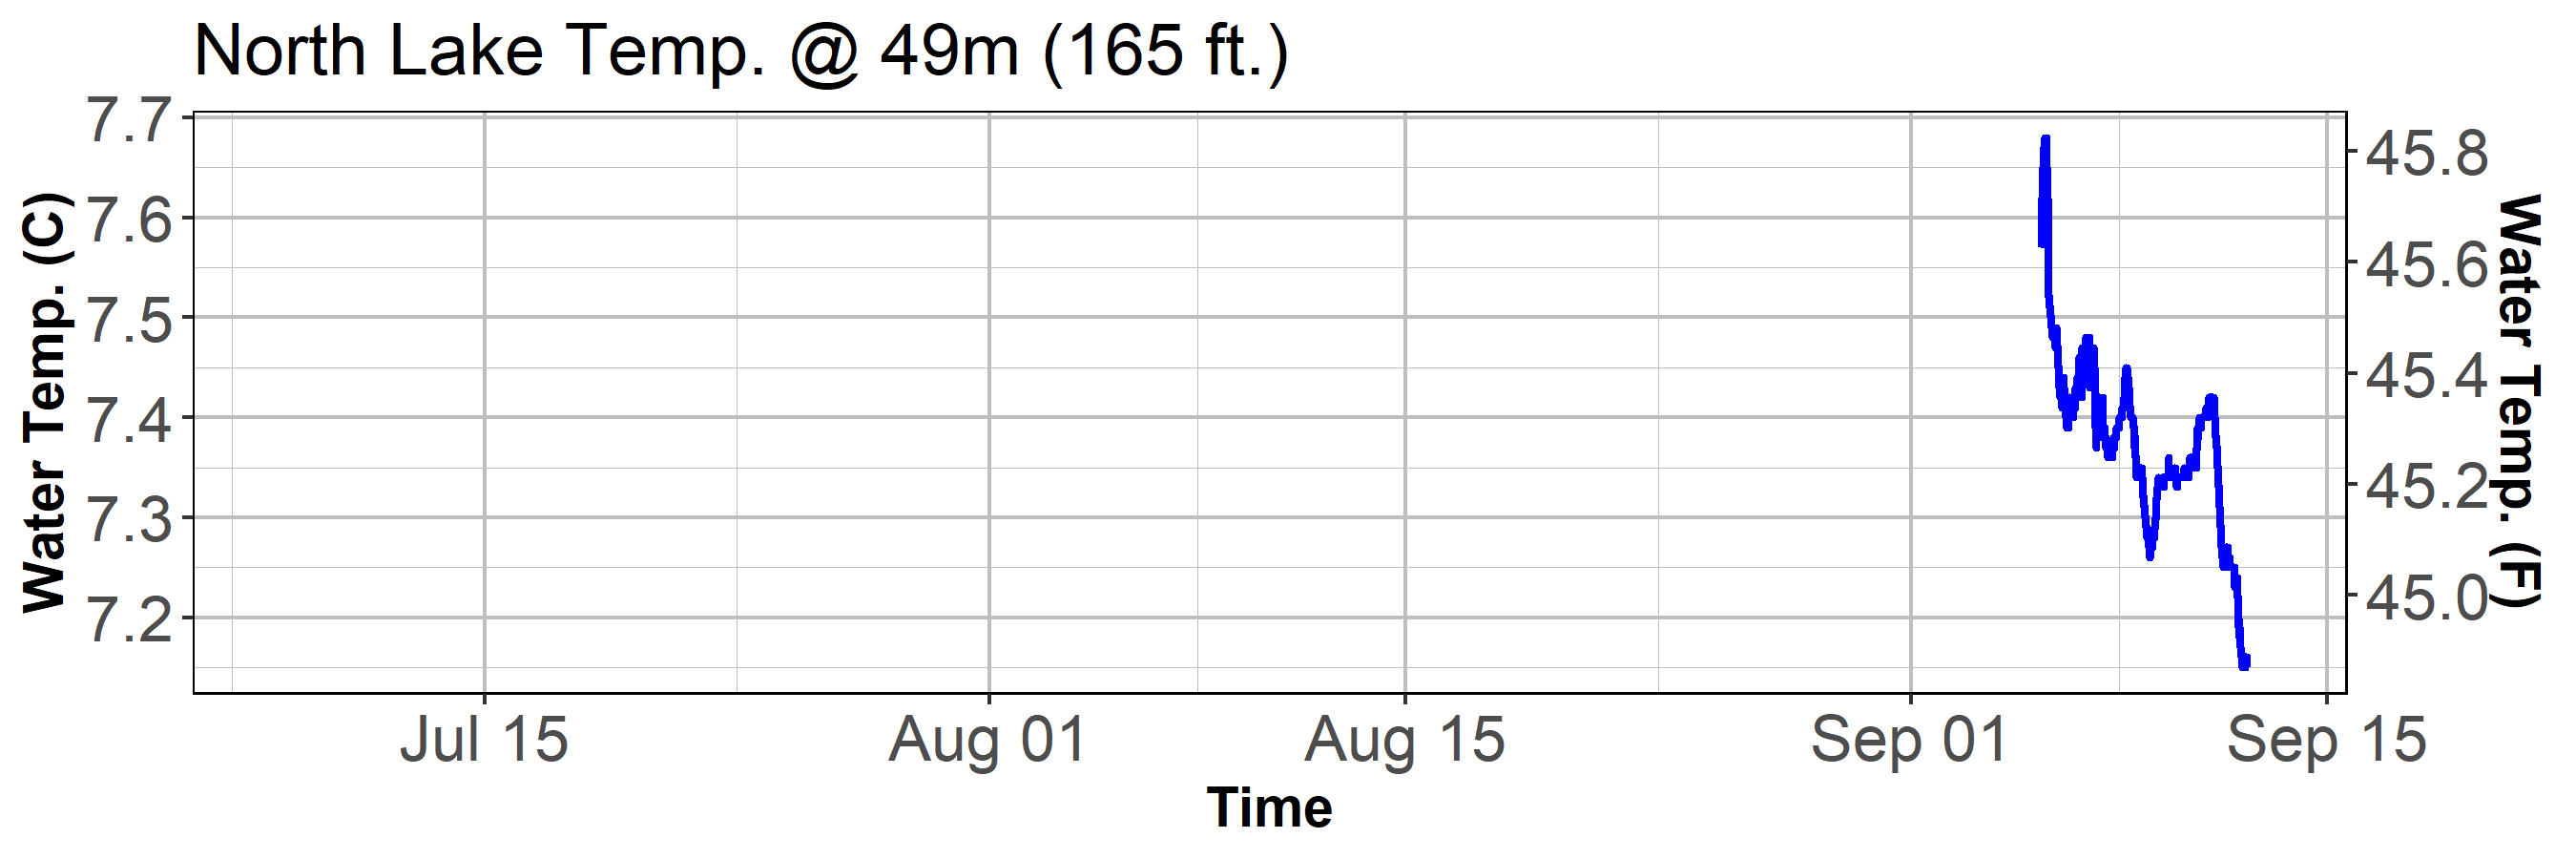 North Lake Temp. @ 49m (165 ft.)
7.7
7.6
7.5
7.4
7.3
7.2
Water Temp. (C)
45.8
45.6
45.4
45.2
45.0
Water Temp. (F)
Jul 15 Aug 01 Aug 15 Sep 01 Sep 15
Time